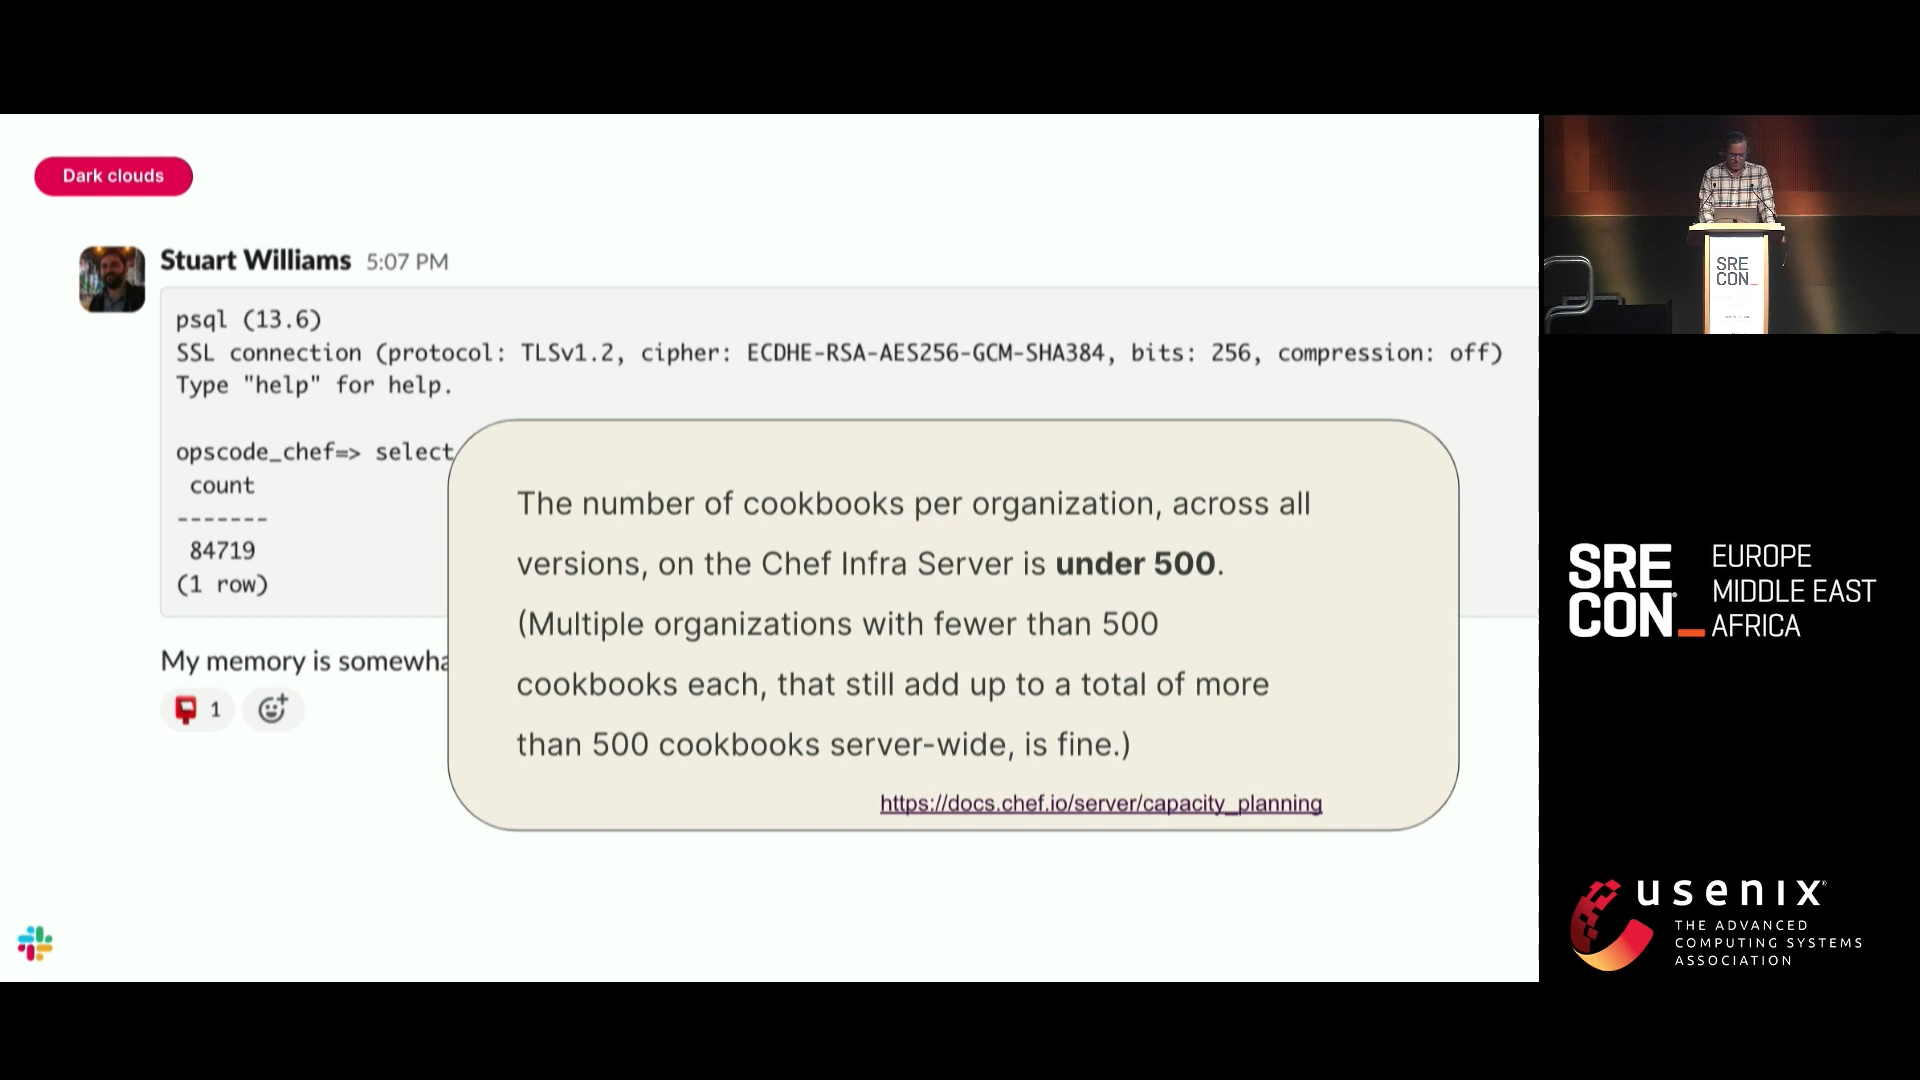 Dark clouds
Stuart Williams 5:07 PM
psql (13.6)
SSL connection (protocol: TLSv1.2, cipher: ECDHE-RSA-AES256-GCM-SHA384, bits: 256, compression: off)
Type "help" for help.
opscode_chef=> select
count
-------
84719
(1 row)
My memory is somewha
1
The number of cookbooks per organization, across all
versions, on the Chef Infra Server is under 500.
(Multiple organizations with fewer than 500
cookbooks each, that still add up to a total of more
than 500 cookbooks server-wide, is fine.)
https://docs.chef.io/server/capacity_planning
SRE
CON_
SRE
CON_
EUROPE
MIDDLE EAST
AFRICA
usenix
THE ADVANCED
COMPUTING SYSTEMS
ASSOCIATION